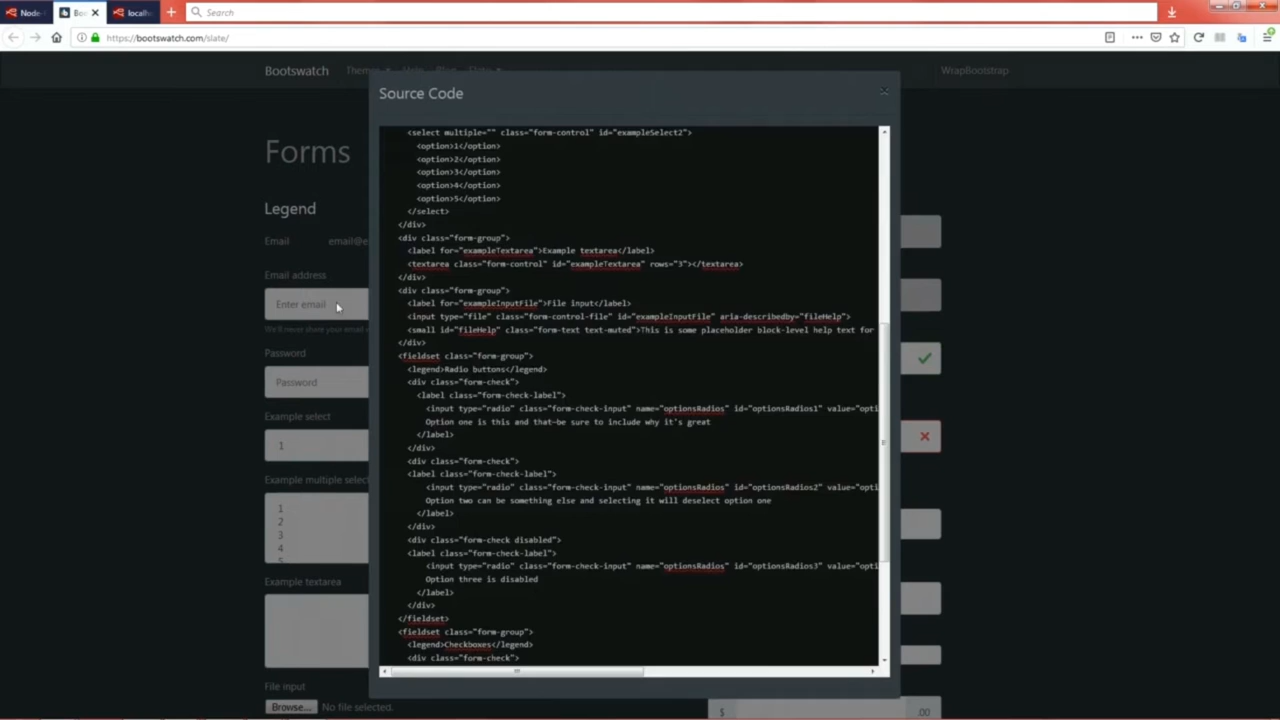 Node-
Boo
localh
Search
https://bootswatch.com/slate/
Bootswatch
WrapBootstrap
Source Code
Forms
Legend
Email email@e
Email address
Enter email
Password
Password
Example select
1
Example multiple select
1
2
3
4
Example textarea
File input
Browse... No file selected.
<select multiple="" class="form-control" id="exampleSelect2">
<option>1</option>
<option>2</option>
<option>3</option>
<option>4</option>
<option>5</option>
</select>
</div>
<div class="form-group">
<label for="exampleTextarea">Example textarea</label>
<textarea class="form-control" id="exampleTextarea" rows="3"></textarea>
</div>
<div class="form-group">
<label for="exampleInputFile">File input</label>
<input type="file" class="form-control-file" id="exampleInputFile" aria-describedby="fileHelp">
<small id="fileHelp" class="form-text text-muted">This is some placeholder block-level help text for
</div>
<fieldset class="form-group">
<legend>Radio buttons</legend>
<div class="form-check">
<label class="form-check-label">
<input type="radio" class="form-check-input" name="optionsRadios" id="optionsRadios1" value="opti
Option one is this and that—be sure to include why it's great
</label>
</div>
<div class="form-check">
<label class="form-check-label">
<input type="radio" class="form-check-input" name="optionsRadios" id="optionsRadios2" value="opti
Option two can be something else and selecting it will deselect option one
</label>
</div>
<div class="form-check disabled">
<label class="form-check-label">
<input type="radio" class="form-check-input" name="optionsRadios" id="optionsRadios3" value="opti
Option three is disabled
</label>
</div>
</fieldset>
<fieldset class="form-group">
<legend>Checkboxes</legend>
<div class="form-check">
$ .00